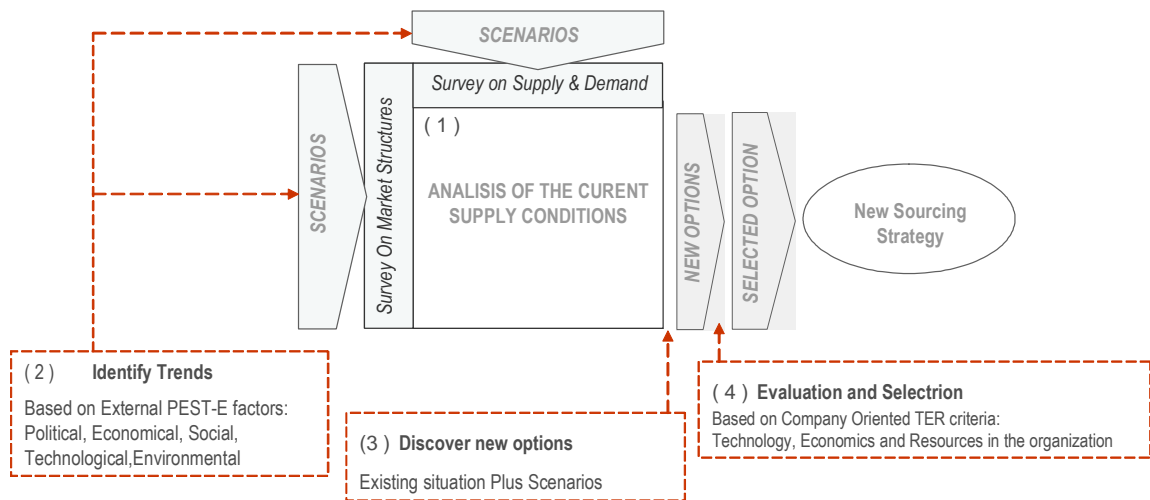 SCENARIOS
Survey on Supply & Demand
SCENARIOS
Survey On Market Structures
( 1 )
ANALISIS OF THE CURENT
SUPPLY CONDITIONS
NEW OPTIONS
SELECTED OPTION
New Sourcing
Strategy
( 2 ) Identify Trends
Based on External PEST-E factors:
Political, Economical, Social,
Technological,Environmental
(3 ) Discover new options
Existing situation Plus Scenarios
( 4 ) Evaluation and Selectrion
Based on Company Oriented TER criteria:
Technology, Economics and Resources in the organization